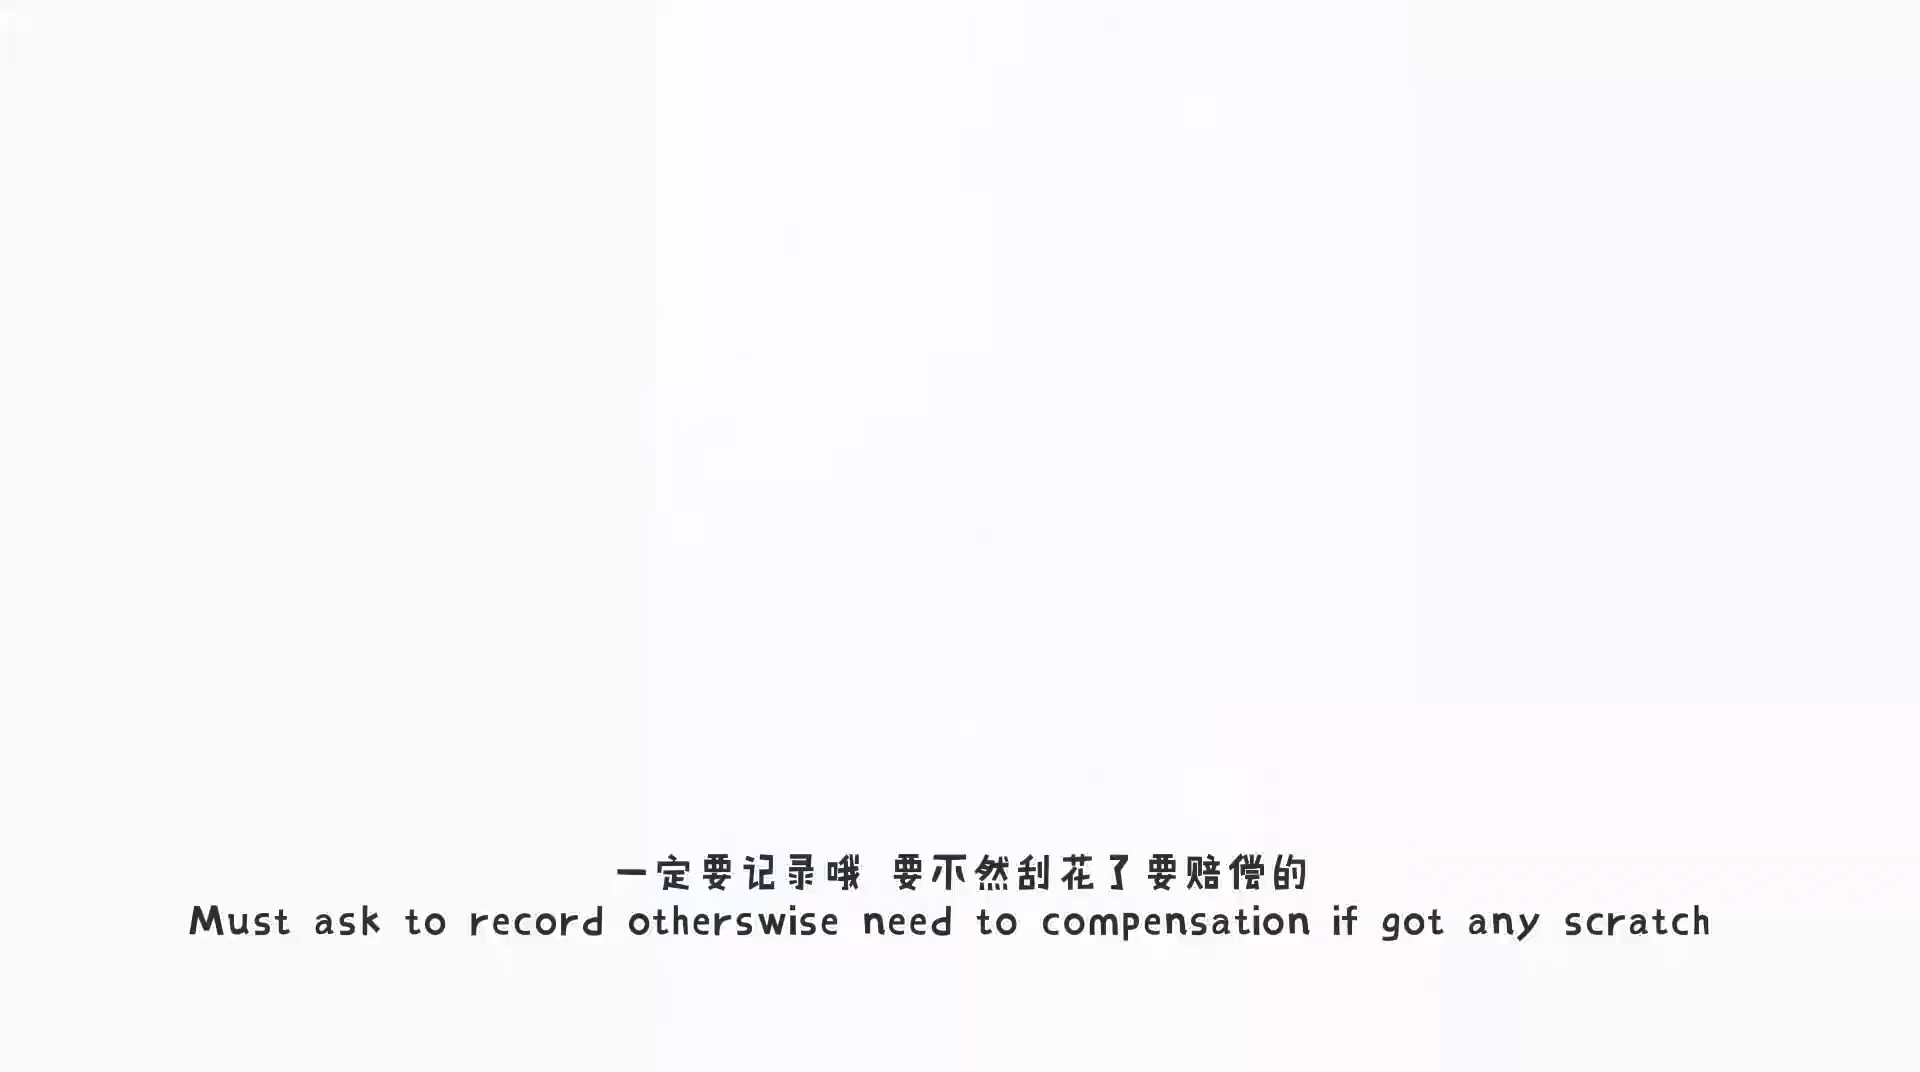 一定要记录哦 要不然刮花了要赔偿的
Must ask to record otherswise need to compensation if got any scratch